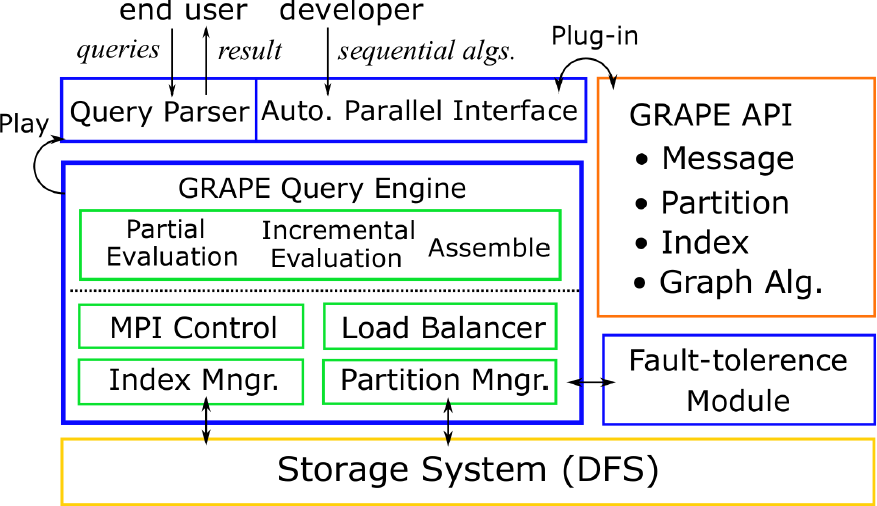 end user developer
queries result sequential algs.
Plug-in
Query Parser Auto. Parallel Interface
Play
GRAPE API
• Message
• Partition
• Index
• Graph Alg.
GRAPE Query Engine
Partial
Evaluation
Incremental
Evaluation
Assemble
MPI Control Load Balancer
Index Mngr. Partition Mngr.
Fault-tolerence
Module
Storage System (DFS)